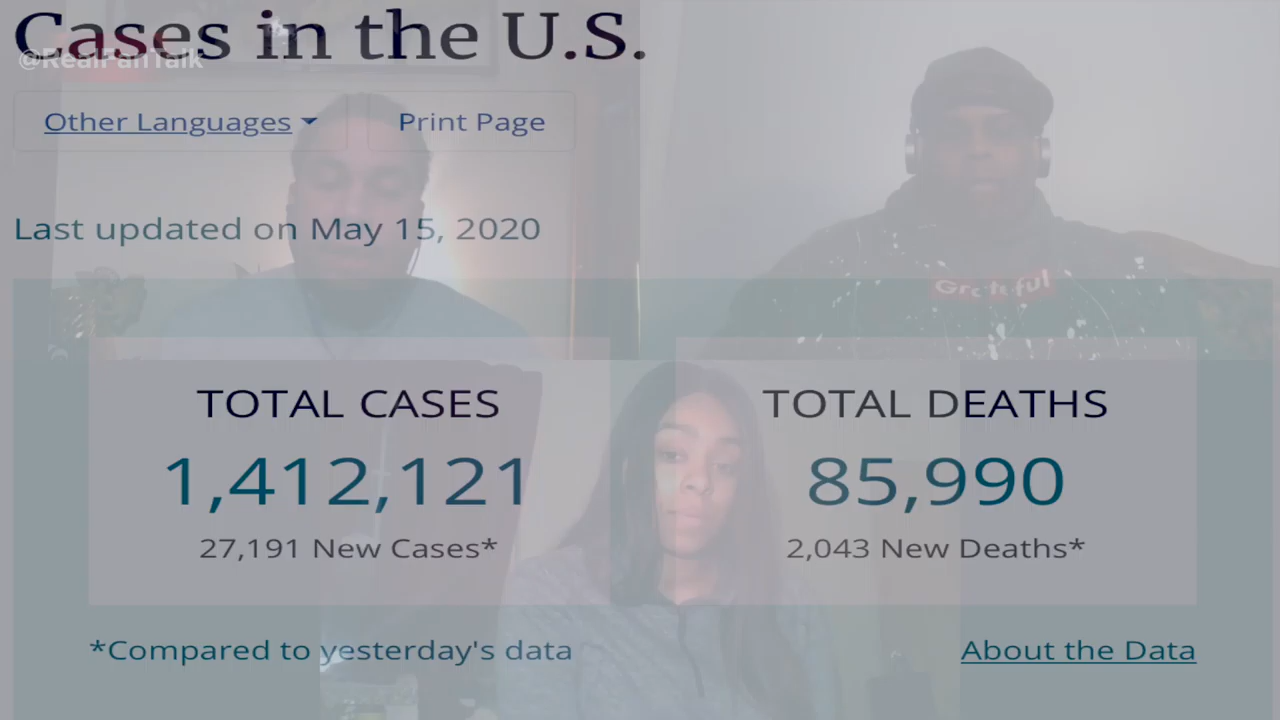 Cases in the U.S.
@RealFanTalk
Other Languages Print Page
Last updated on May 15, 2020
Grateful
TOTAL CASES TOTAL DEATHS
1,412,121 85,990
27,191 New Cases* 2,043 New Deaths*
*Compared to yesterday's data About the Data